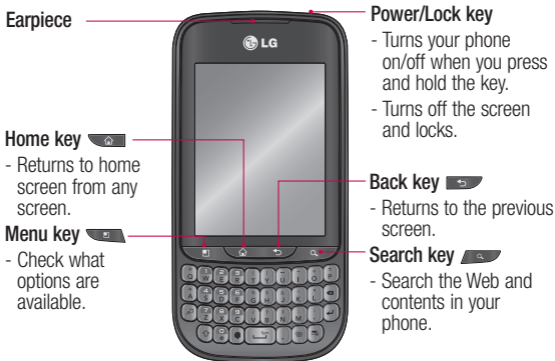 Earpiece
Home key
- Returns to home
screen from any
screen.
Menu key
- Check what
options are
available.
LG
Power/Lock key
- Turns your phone
on/off when you press
and hold the key.
- Turns off the screen
and locks.
Back key
- Returns to the previous
screen.
Search key
- Search the Web and
contents in your
phone.